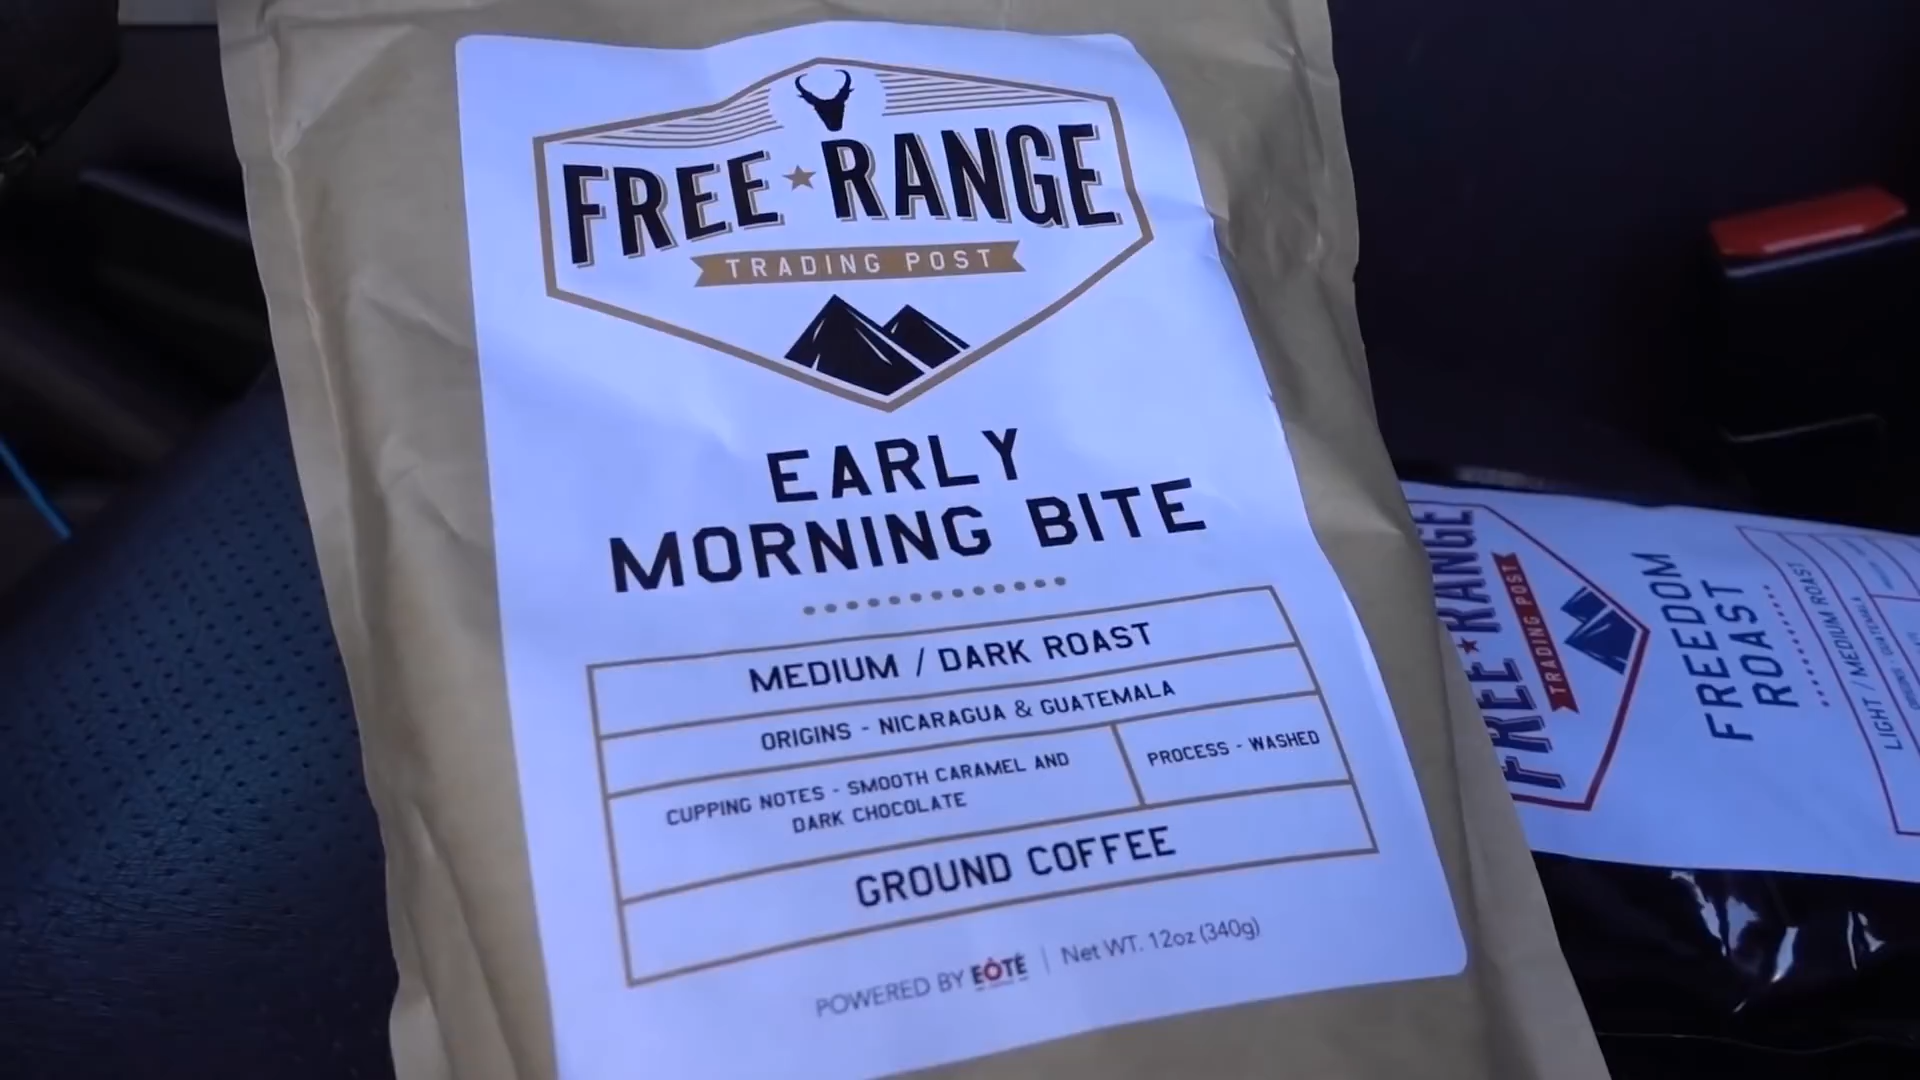 FREE RANGE
TRADING POST
EARLY
MORNING BITE
MEDIUM / DARK ROAST
ORIGINS - NICARAGUA & GUATEMALA
CUPPING NOTES - SMOOTH CARAMEL AND
DARK CHOCOLATE
PROCESS - WASHED
GROUND COFFEE
POWERED BY EÔTÉ | Net WT. 12oz (340g)
FREE RANGE
TRADING POST
FREEDOM
ROAST
LIGHT / MEDIUM ROAST